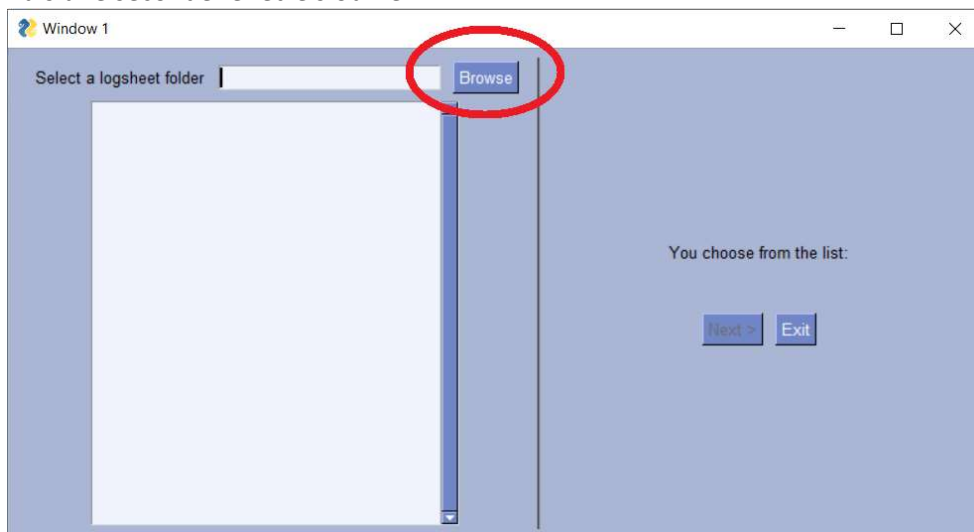 Window 1
Select a logsheet folder Browse
You choose from the list:
Next > Exit